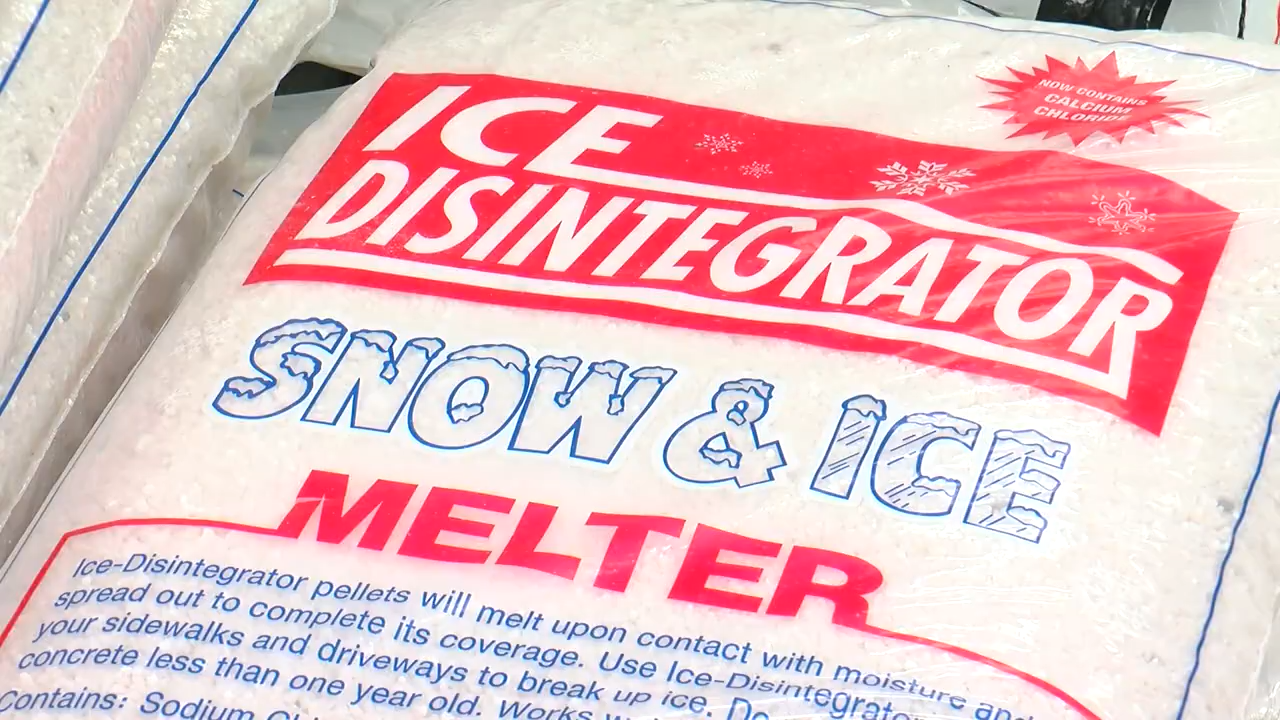 NOW CONTAINS
CALCIUM
CHLORIDE
ICE
DISINTEGRATOR
SNOW & ICE
MELTER
Ice-Disintegrator pellets will melt upon contact with moisture and
spread out to complete its coverage. Use Ice-Disintegrator
your sidewalks and driveways to break up ice. Do
concrete less than one year old. Works
Contains: Sodium